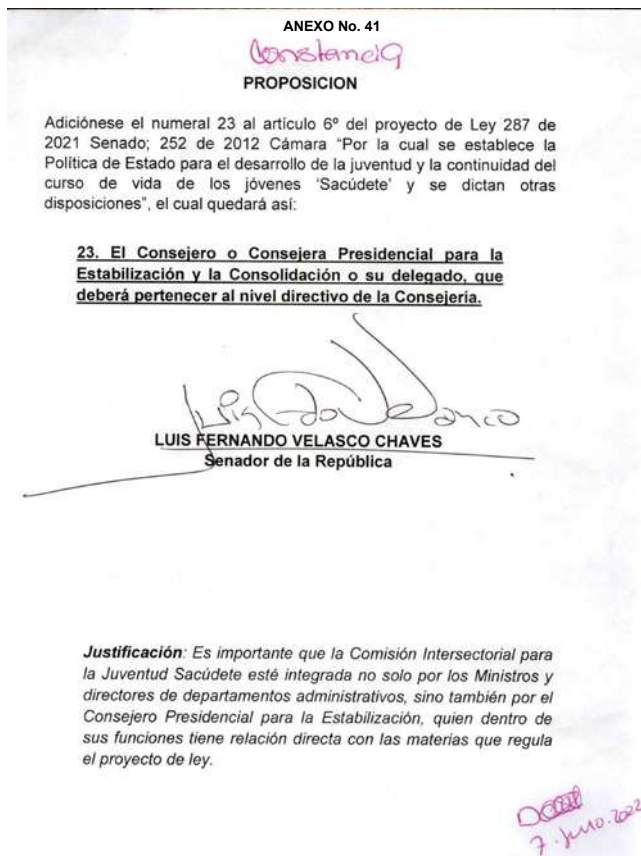 ANEXO No. 41
Constancia
PROPOSICION
Adiciónese el numeral 23 al artículo 6º del proyecto de Ley 287 de
2021 Senado; 252 de 2012 Cámara “Por la cual se establece la
Política de Estado para el desarrollo de la juventud y la continuidad del
curso de vida de los jóvenes ‘Sacúdete’ y se dictan otras
disposiciones”, el cual quedará así:
23. El Consejero o Consejera Presidencial para la
Estabilización y la Consolidación o su delegado, que
deberá pertenecer al nivel directivo de la Consejería.
Luis Fdo Velasco
LUIS FERNANDO VELASCO CHAVES
Senador de la República
Justificación: Es importante que la Comisión Intersectorial para
la Juventud Sacúdete esté integrada no solo por los Ministros y
directores de departamentos administrativos, sino también por el
Consejero Presidencial para la Estabilización, quien dentro de
sus funciones tiene relación directa con las materias que regula
el proyecto de ley.
7. Junio. 2022